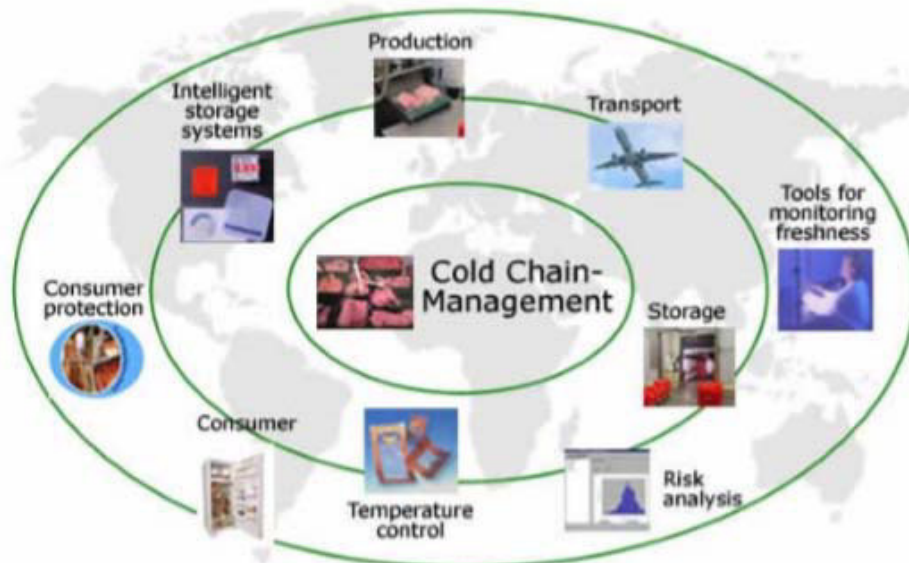 Production
Intelligent
storage
systems
Transport
Tools for
monitoring
freshness
Cold Chain-
Management
Consumer
protection
Storage
Consumer
Temperature
control
Risk
analysis